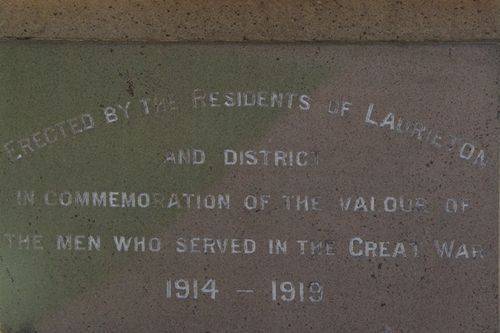 ERECTED BY THE RESIDENTS OF LAURIETON
AND DISTRICT
IN COMMEMORATION OF THE VALOUR OF
THE MEN WHO SERVED IN THE GREAT WAR
1914 - 1919